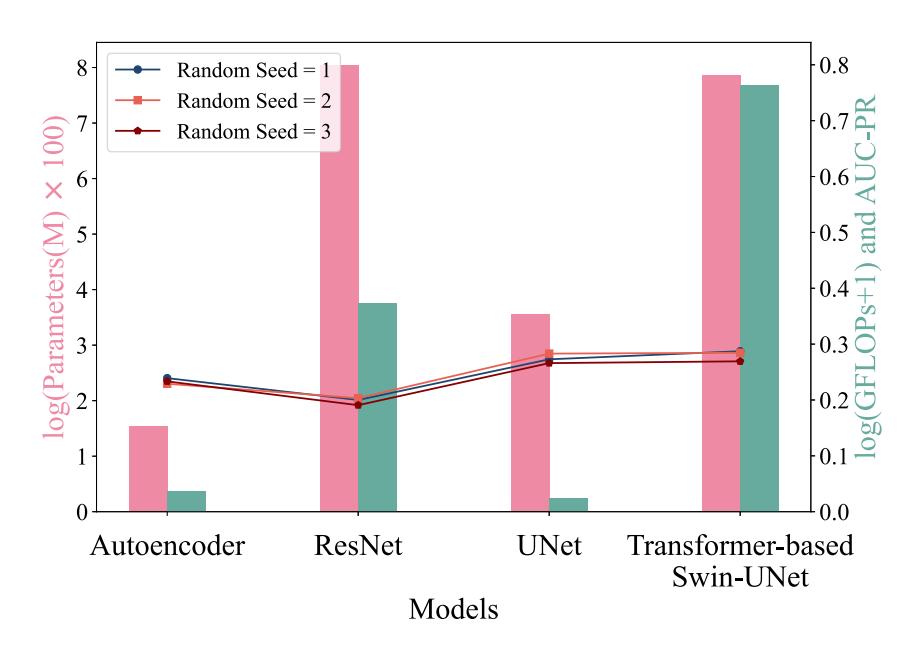 Random Seed = 1
Random Seed = 2
Random Seed = 3
log(Parameters(M) × 100)
8
7
6
5
4
3
2
1
0
0.8
0.7
0.6
0.5
0.4
0.3
0.2
0.1
0.0
log(GFLOPs+1) and AUC-PR
Autoencoder
ResNet
UNet
Transformer-based
Swin-UNet
Models